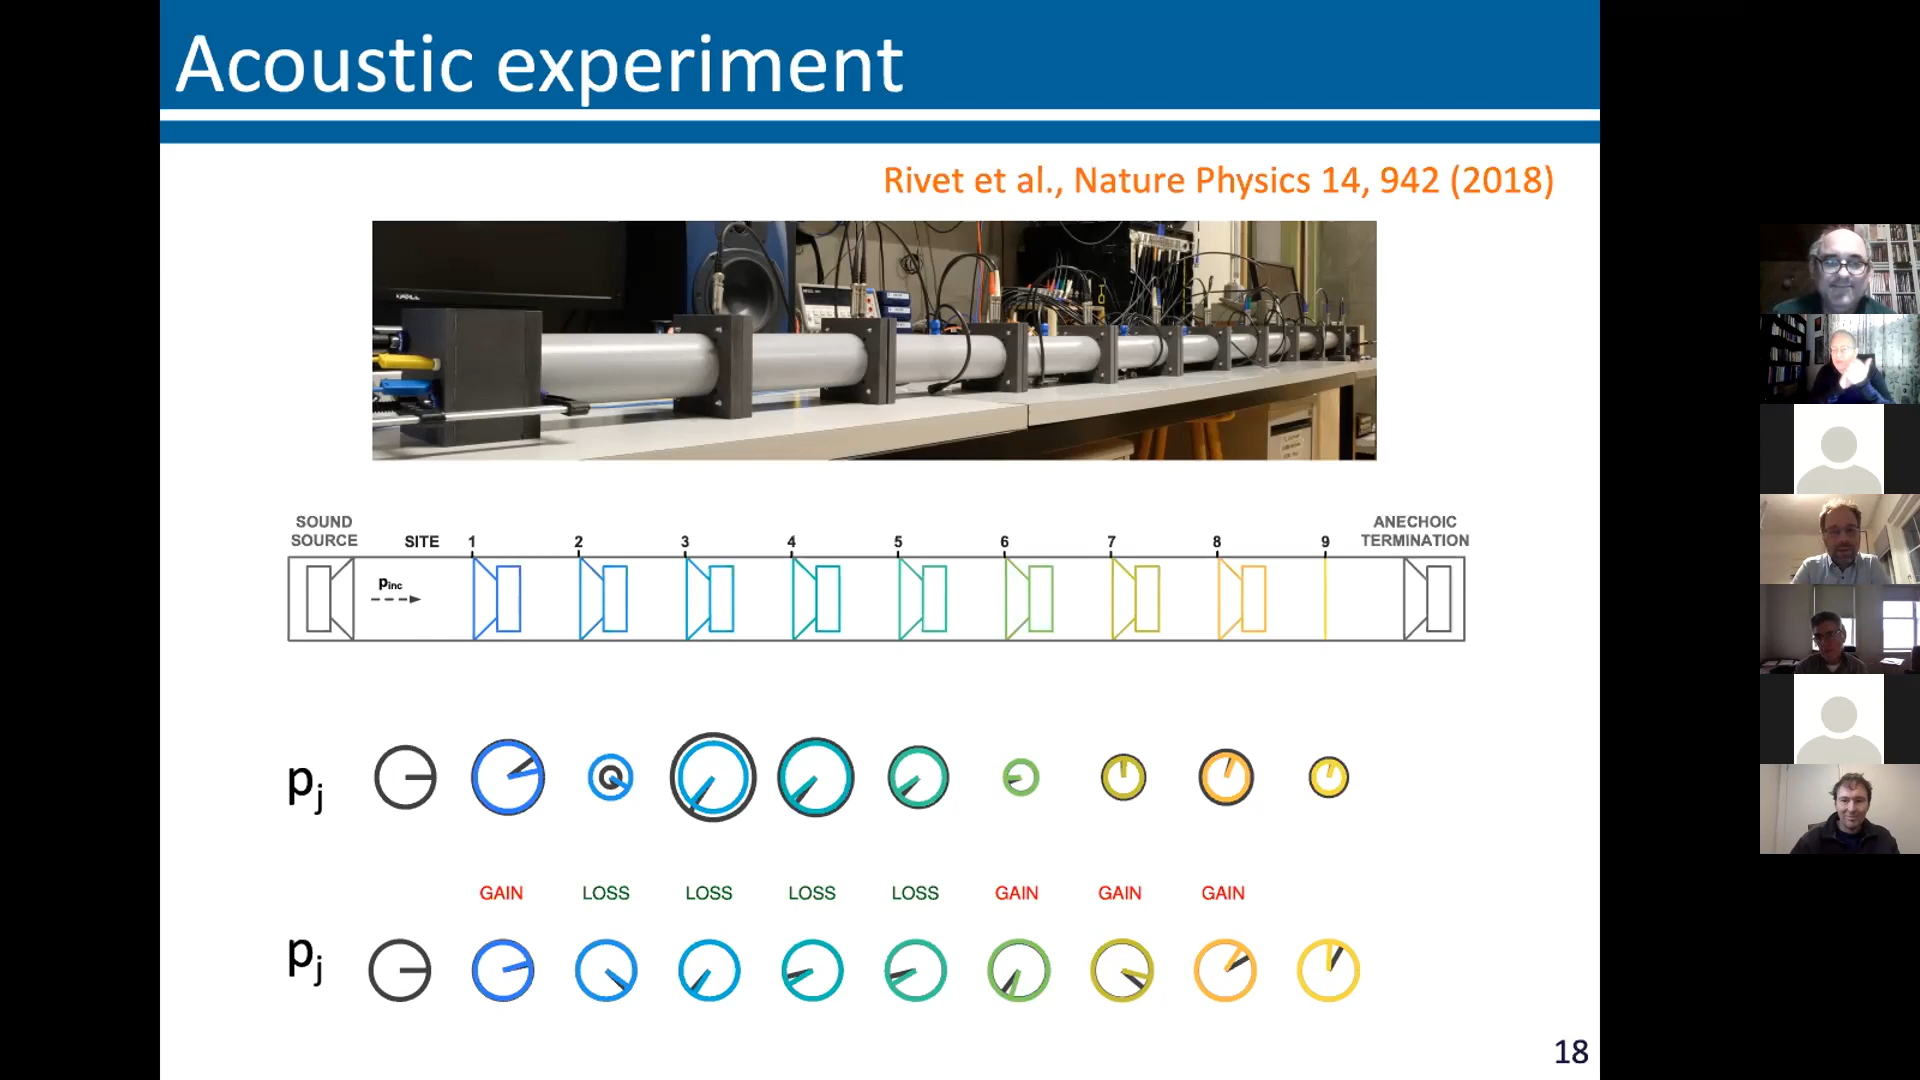 Acoustic experiment
Rivet et al., Nature Physics 14, 942 (2018)
SOUND SOURCE
SITE 1 2 3 4 5 6 7 8 9
ANECHOIC TERMINATION
pinc
pj
GAIN LOSS LOSS LOSS LOSS GAIN GAIN GAIN
pj
18